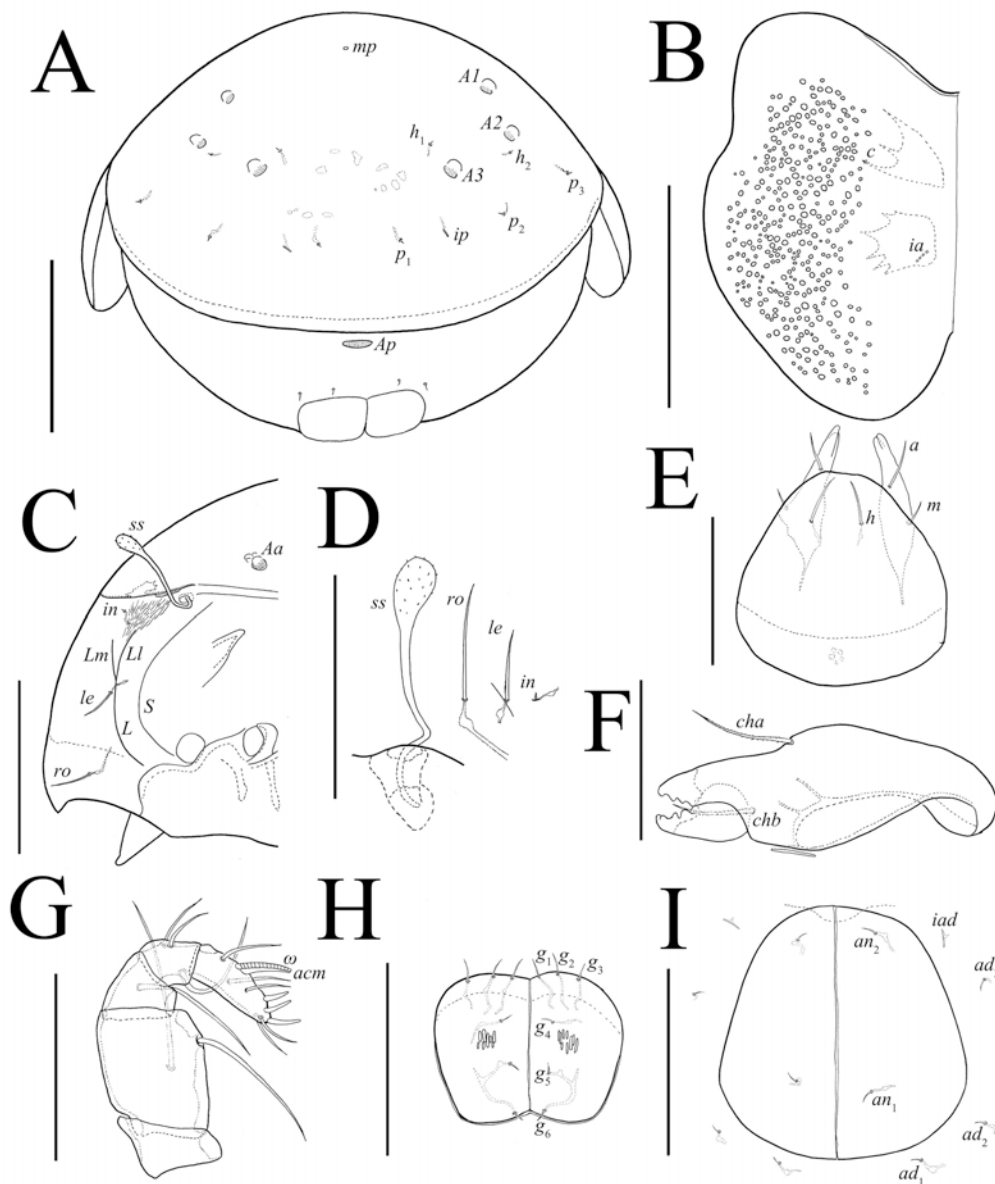 A
mp
A1
A2
h₁
h₂
A3
p₃
p₂
ip
p₁
Ap
B
c
ia
C
ss
Aa
in
Lm
Ll
le
S
L
ro
D
ss
ro
le
in
E
a
m
h
F
cha
chb
G
ω
acm
H
g₁ g₂ g₃
g₄
g₅
g₆
I
an₂
iad
an₁
ad₂
ad₁